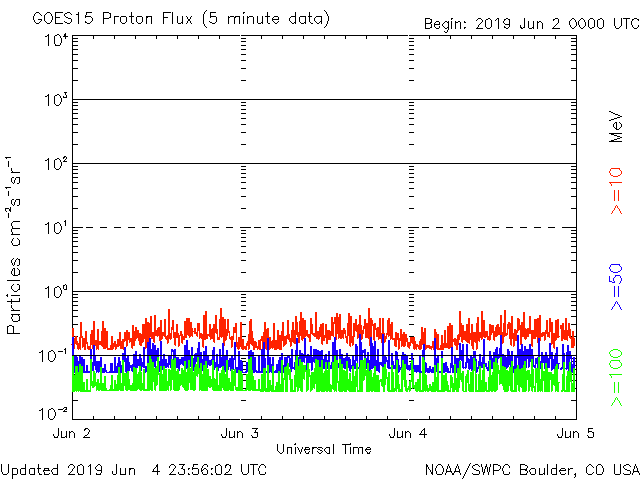 GOES15 Proton Flux (5 minute data)
Begin: 2019 Jun 2 0000 UTC
Particles cm⁻²s⁻¹sr⁻¹
10⁴
10³
10²
10¹
10⁰
10⁻¹
10⁻²
Jun 2
Jun 3
Jun 4
Jun 5
Universal Time
MeV
>=10
>=50
>=100
Updated 2019 Jun 4 23:56:02 UTC
NOAA/SWPC Boulder, CO USA